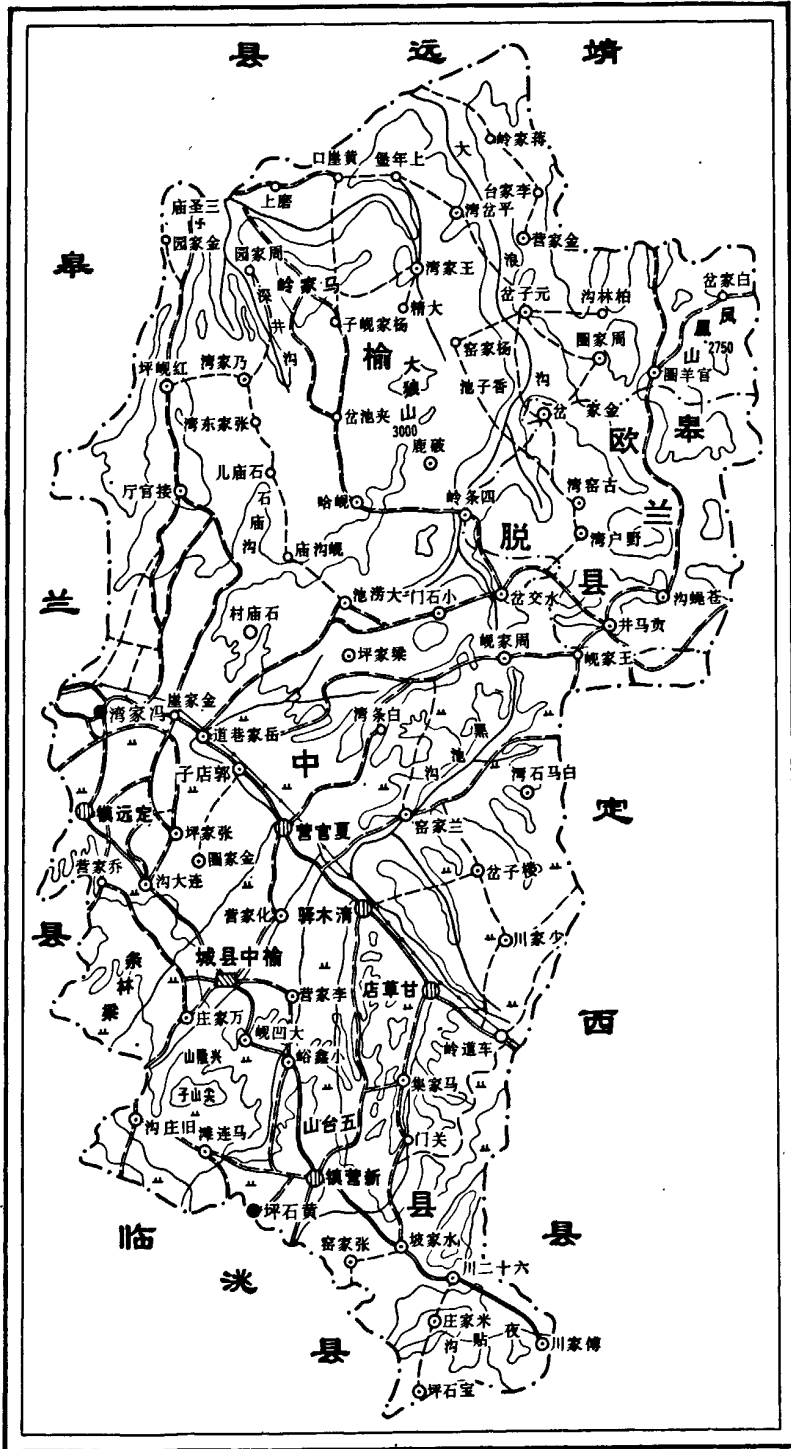 靖远县
皋兰县
定西县
临洮县
榆中县
皋兰县
蒋家岭
大浪沟
上年堡
黄崖口
上磨
三圣庙
李家台
平岔湾
金家营
金家园
周家园
马家岭
王家湾
深井沟
大精
杨家岘子
元子岔
柏林沟
白家岔
凤凰山
2750
官羊圈
周家圈
杨家窑
香子池
大狼山
3000
红岘坪
乃家湾
张家东湾
夹池岔
金家岔
欧脱
破鹿
石庙儿
石庙沟
接官厅
岘哈
四条岭
古窑湾
野户湾
岘沟庙
大涝池
小石门
水交岔
苍蝇沟
贡马井
石庙村
梁家坪
周家岘
王家岘
冯家湾
金家崖
岳家巷道
白条湾
黑池沟
郭店子
白马石湾
定远镇
张家坪
夏官营
兰家窑
金家圈
乔家营
连大沟
楼子岔
化家营
清水驿
少家川
榆中县城
条林梁
李家营
甘草店
万家庄
大凹岘
车道岭
兴隆山
小鑫峪
马家集
尖山子
五台山
旧庄沟
马连滩
关门
新营镇
黄石坪
张家窑
水家坡
六十二川
米家庄
贴夜沟
傅家川
宝石坪